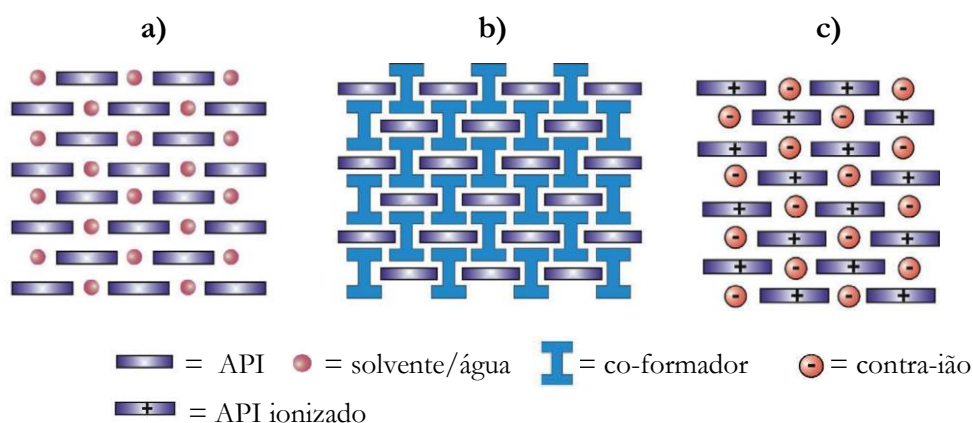 a) b) c)
= API = solvente/água = co-formador = contra-ião
= API ionizado